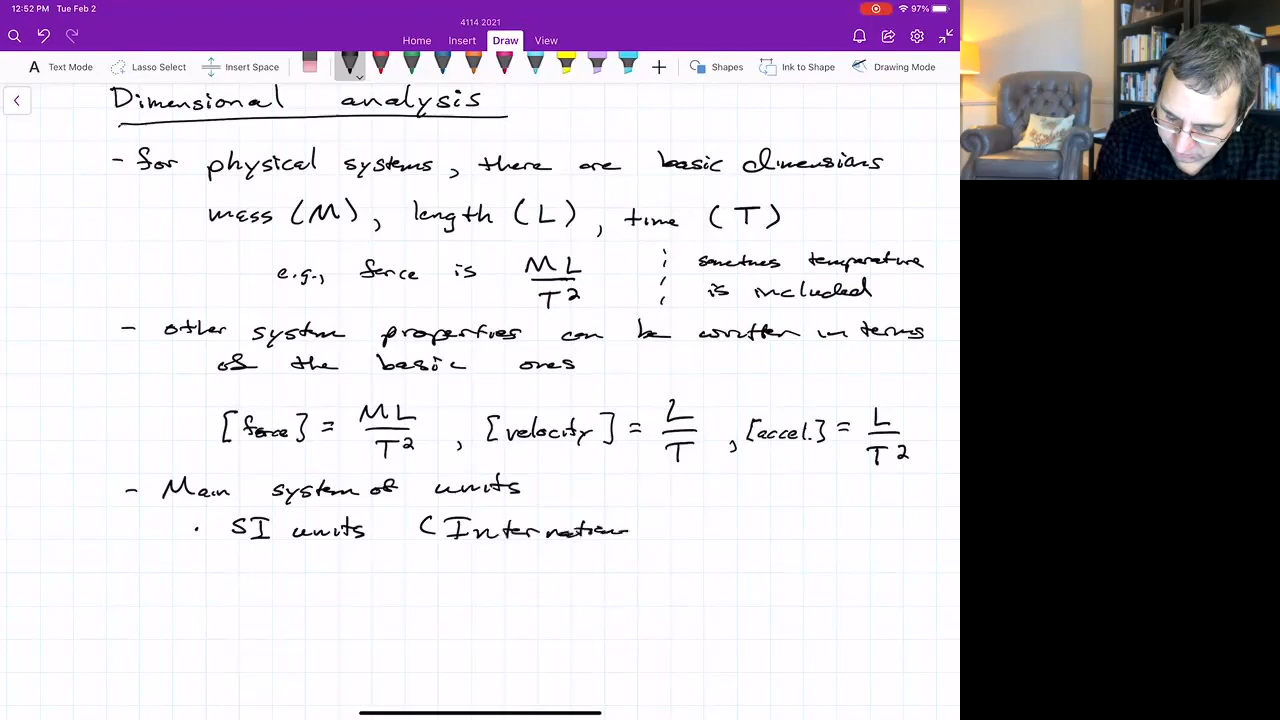 12:52 PM Tue Feb 2
97%
4114 2021
Home Insert Draw View
A Text Mode Lasso Select Insert Space Shapes Ink to Shape Drawing Mode
Dimensional analysis
- for physical systems, there are basic dimensions
mass (M), length (L), time (T)
e.g., force is ML/T² sometimes temperature
is included
- other system properties can be written in terms
of the basic ones
[force] = ML/T², [velocity] = L/T, [accel.] = L/T²
- Main system of units
· SI units (Internation